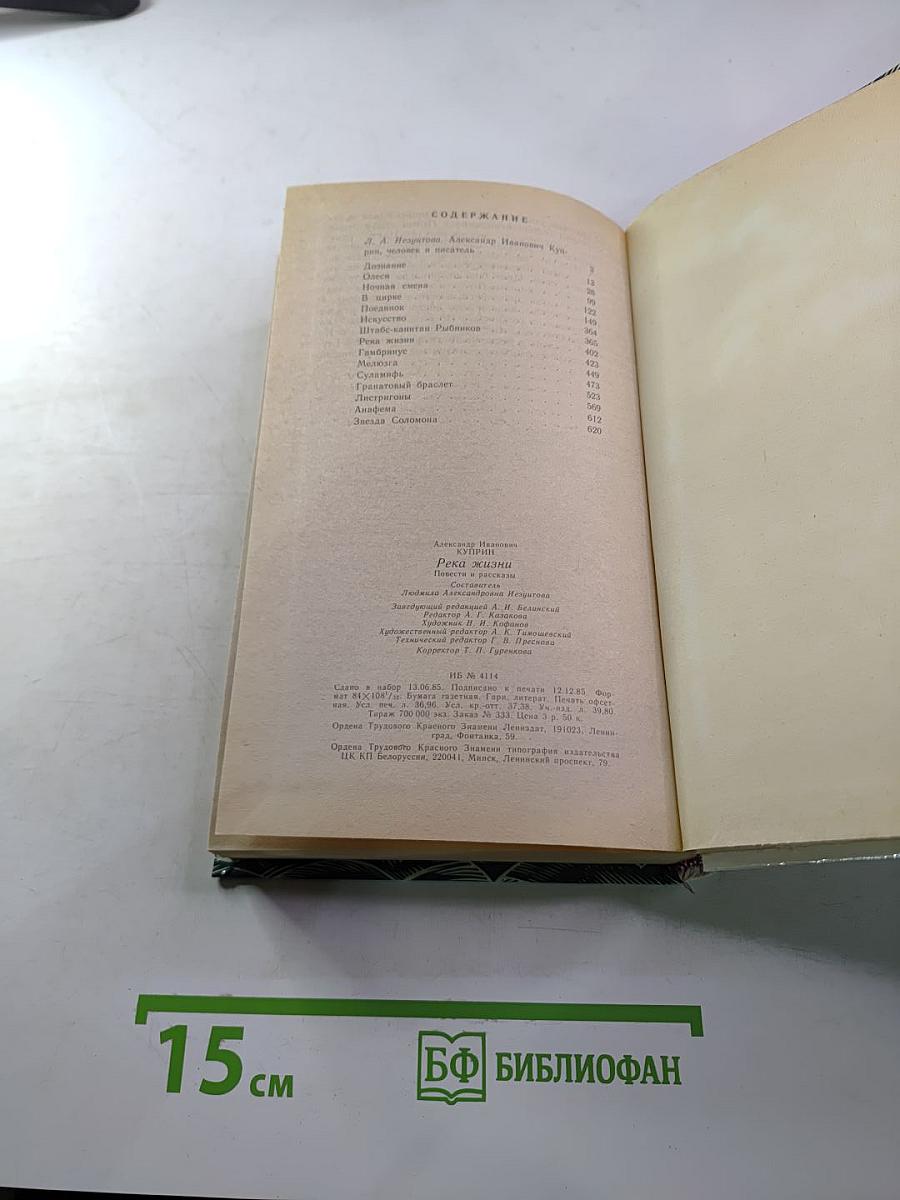 СОДЕРЖАНИЕ
Л. А. Иезуитова. Александр Иванович Куп-
рин, человек и писатель . 3
Дознание 13
Олеся 28
Ночная смена 99
В цирке 122
Поединок 149
Искусство 364
Штабс-капитан Рыбников 365
Река жизни 402
Гамбринус 423
Мелюзга 449
Суламифь 473
Гранатовый браслет 523
Листригоны 569
Анафема 612
Звезда Соломона 620
Александр Иванович
КУПРИН
Река жизни
Повести и рассказы
Составитель
Людмила Александровна Иезуитова
Заведующий редакцией А. И. Белинский
Редактор А. Г. Казакова
Художник В. И. Кофанов
Художественный редактор А. К. Тимошевский
Технический редактор Г. В. Преснова
Корректор Т. П. Гуренкова
ИБ № 4114
Сдано в набор 13.06.85. Подписано к печати 12.12.85. Фор-
мат 84×108¹/₃₂. Бумага газетная. Гарн. литерат. Печать офсет-
ная. Усл. печ. л. 36,96. Усл. кр.-отт. 37,38. Уч.-изд. л. 39,80.
Тираж 700 000 экз. Заказ № 333. Цена 3 р. 50 к.
Ордена Трудового Красного Знамени Лениздат, 191023, Ленин-
град, Фонтанка, 59.
Ордена Трудового Красного Знамени типография издательства
ЦК КП Белоруссии, 220041, Минск, Ленинский проспект, 79.
15 см
БФ БИБЛИОФАН